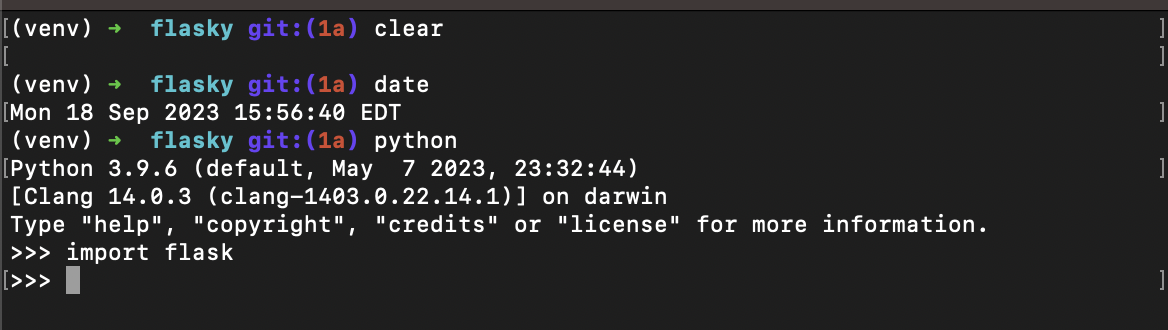 (venv) ➜ flasky git:(1a) clear
(venv) ➜ flasky git:(1a) date
Mon 18 Sep 2023 15:56:40 EDT
(venv) ➜ flasky git:(1a) python
Python 3.9.6 (default, May  7 2023, 23:32:44)
[Clang 14.0.3 (clang-1403.0.22.14.1)] on darwin
Type "help", "copyright", "credits" or "license" for more information.
>>> import flask
>>>